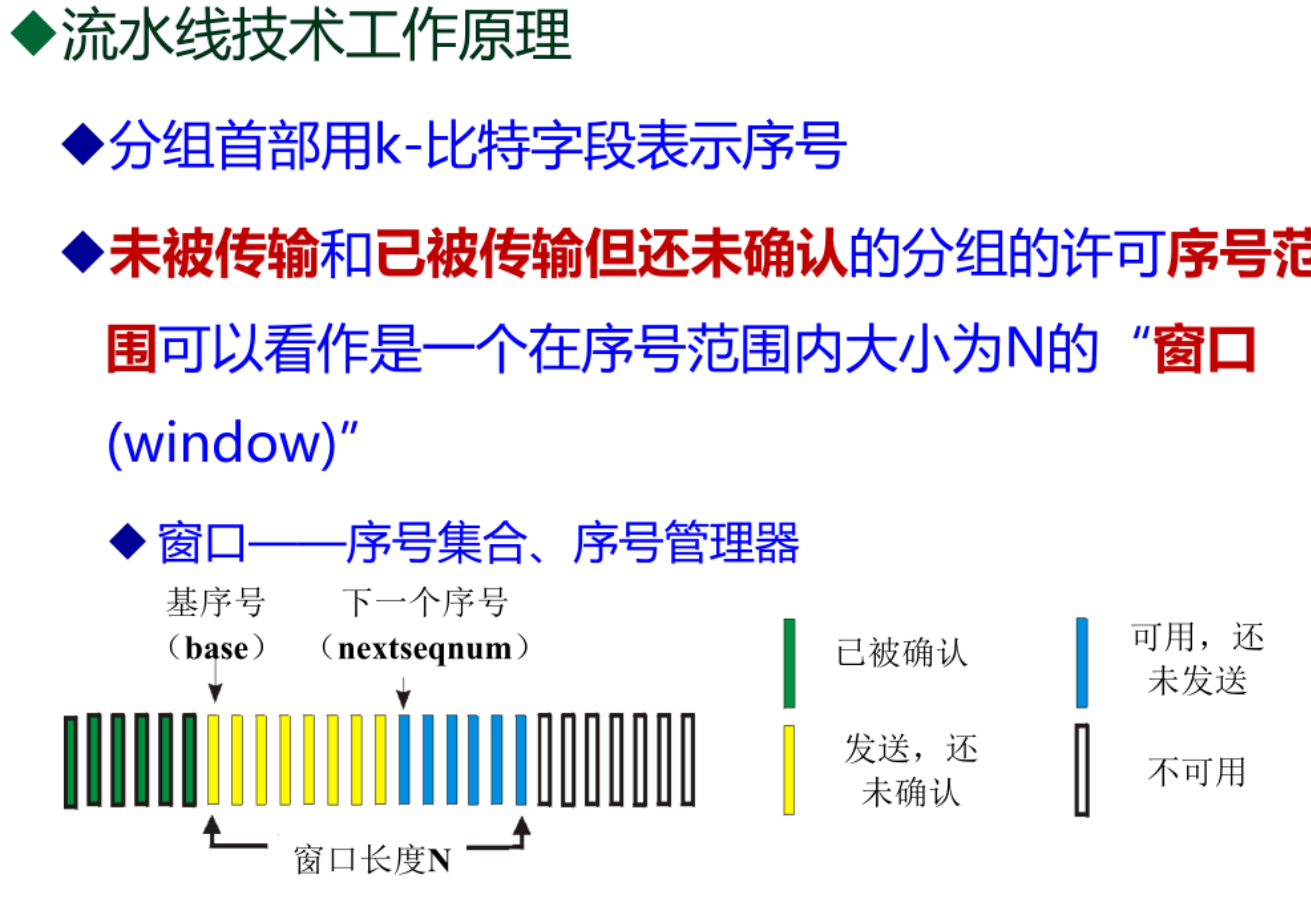 流水线技术工作原理
分组首部用k-比特字段表示序号
未被传输和已被传输但还未确认的分组的许可序号范
围可以看作是一个在序号范围内大小为N的“窗口
(window)”
窗口——序号集合、序号管理器
基序号
（base）
下一个序号
（nextseqnum）
窗口长度N
已被确认
可用，还
未发送
发送，还
未确认
不可用